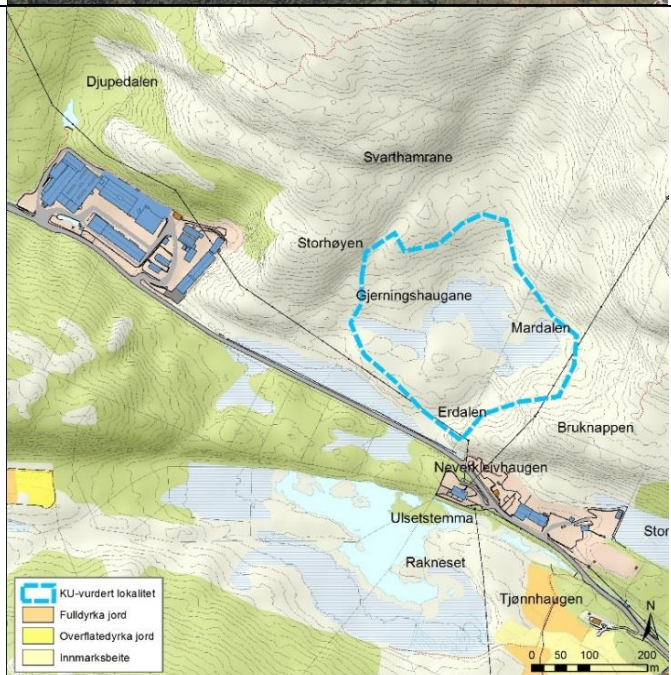 Djupedalen
Svarthamrane
Storhøyen
Gjerningshaugane
Mardalen
Erdalen
Bruknappen
Neverkleivhaugen
Ulsetstemma
Stor
Rakneset
Tjønnhaugen
KU-vurdert lokalitet
Fulldyrka jord
Overflatedyrka jord
Innmarksbeite
N
0 50 100 200
m